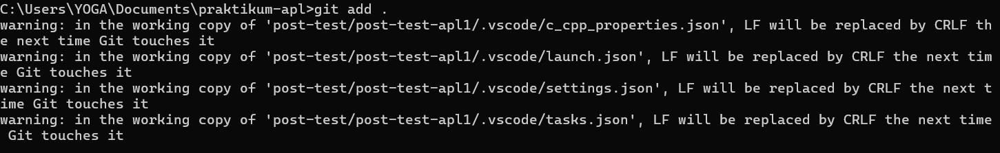 C:\Users\YOGA\Documents\praktikum-apl>git add .
warning: in the working copy of 'post-test/post-test-apl1/.vscode/c_cpp_properties.json', LF will be replaced by CRLF th
e next time Git touches it
warning: in the working copy of 'post-test/post-test-apl1/.vscode/launch.json', LF will be replaced by CRLF the next tim
e Git touches it
warning: in the working copy of 'post-test/post-test-apl1/.vscode/settings.json', LF will be replaced by CRLF the next t
ime Git touches it
warning: in the working copy of 'post-test/post-test-apl1/.vscode/tasks.json', LF will be replaced by CRLF the next time
 Git touches it